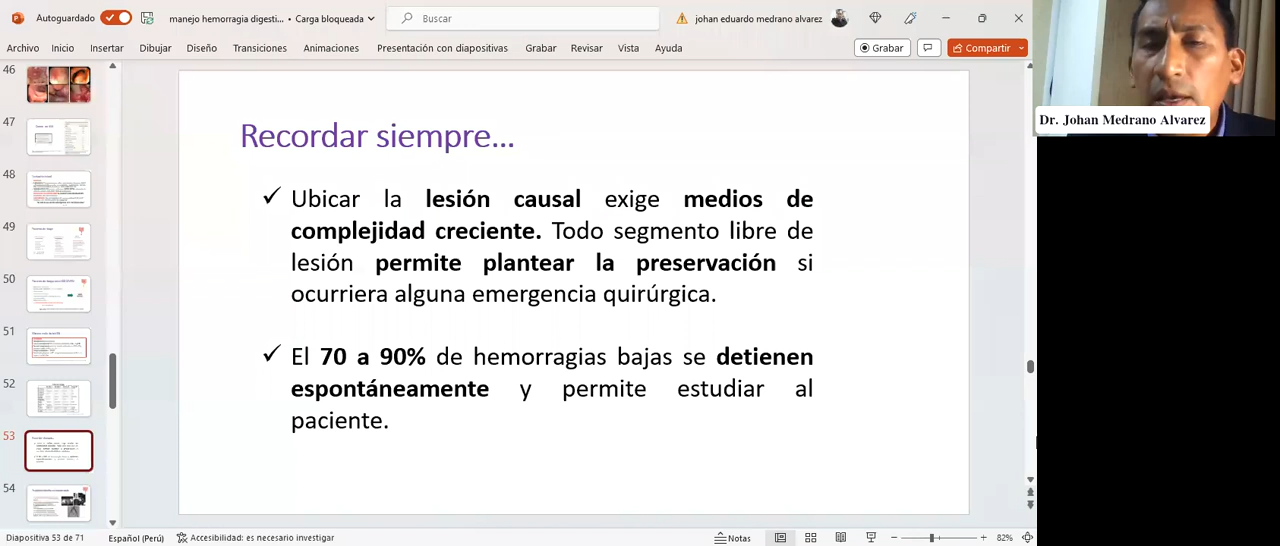 Autoguardado
manejo hemorragia digesti... • Carga bloqueada
Buscar
johan eduardo medrano alvarez
Archivo Inicio Insertar Dibujar Diseño Transiciones Animaciones Presentación con diapositivas Grabar Revisar Vista Ayuda
Grabar
Compartir
Dr. Johan Medrano Alvarez
46
47
48
49
50
51
52
53
54
Recordar siempre...
✓ Ubicar la lesión causal exige medios de
complejidad creciente. Todo segmento libre de
lesión permite plantear la preservación si
ocurriera alguna emergencia quirúrgica.
✓ El 70 a 90% de hemorragias bajas se detienen
espontáneamente y permite estudiar al
paciente.
Diapositiva 53 de 71
Español (Perú)
Accesibilidad: es necesario investigar
Notas
82%